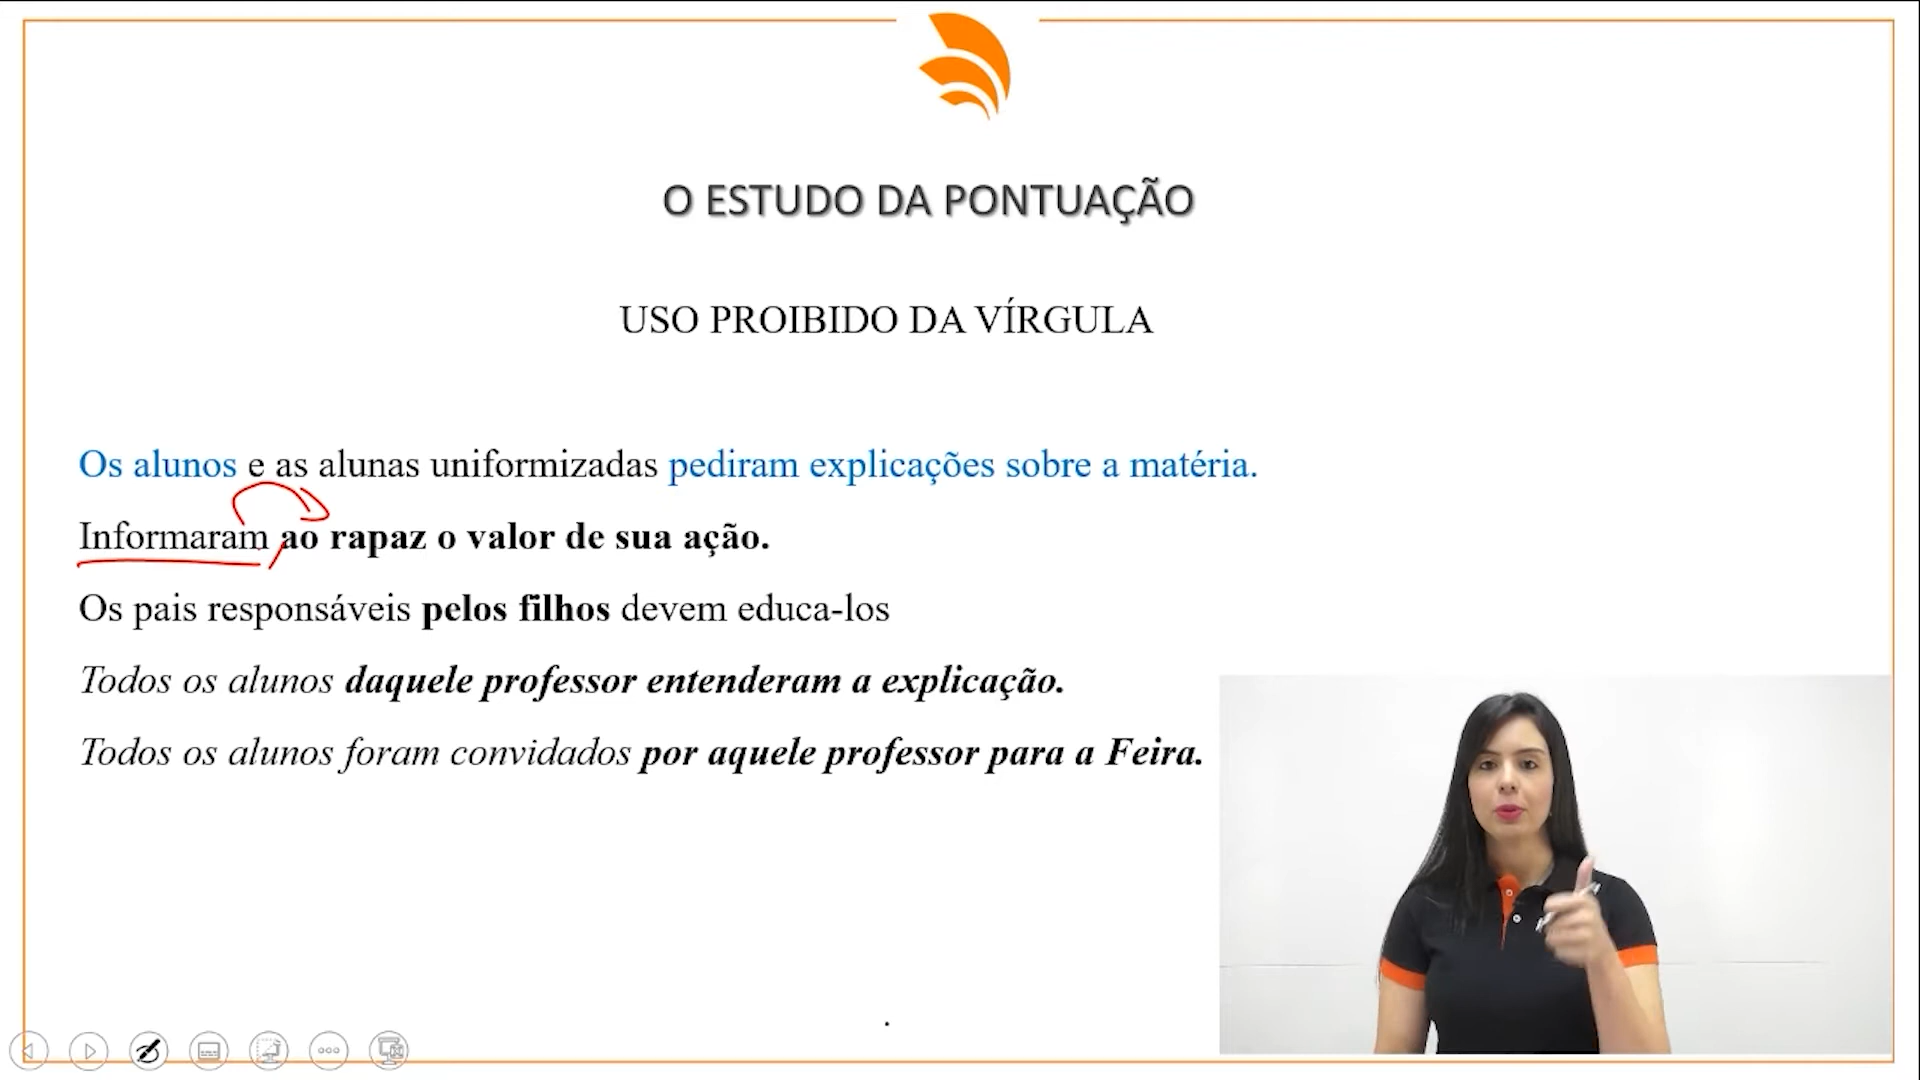 O ESTUDO DA PONTUAÇÃO
USO PROIBIDO DA VÍRGULA
Os alunos e as alunas uniformizadas pediram explicações sobre a matéria.
Informaram ao rapaz o valor de sua ação.
Os pais responsáveis pelos filhos devem educa-los
Todos os alunos daquele professor entenderam a explicação.
Todos os alunos foram convidados por aquele professor para a Feira.
.